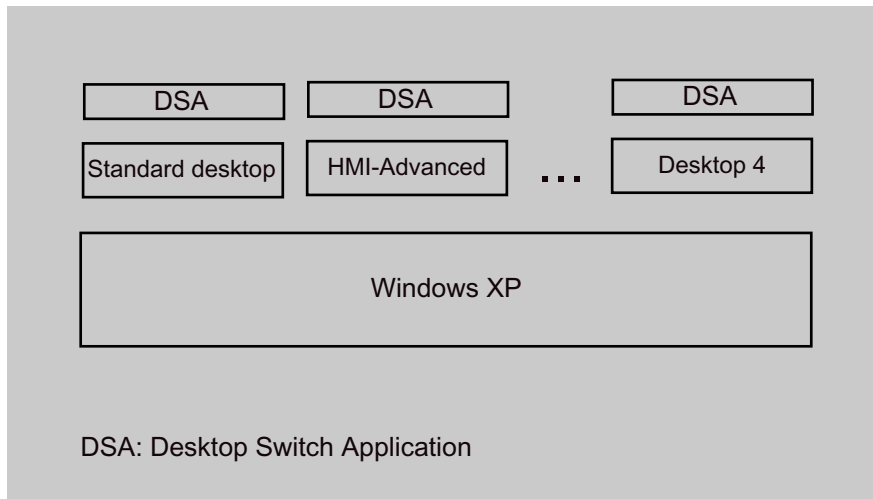 DSA DSA DSA
Standard desktop HMI-Advanced ... Desktop 4
Windows XP
DSA: Desktop Switch Application